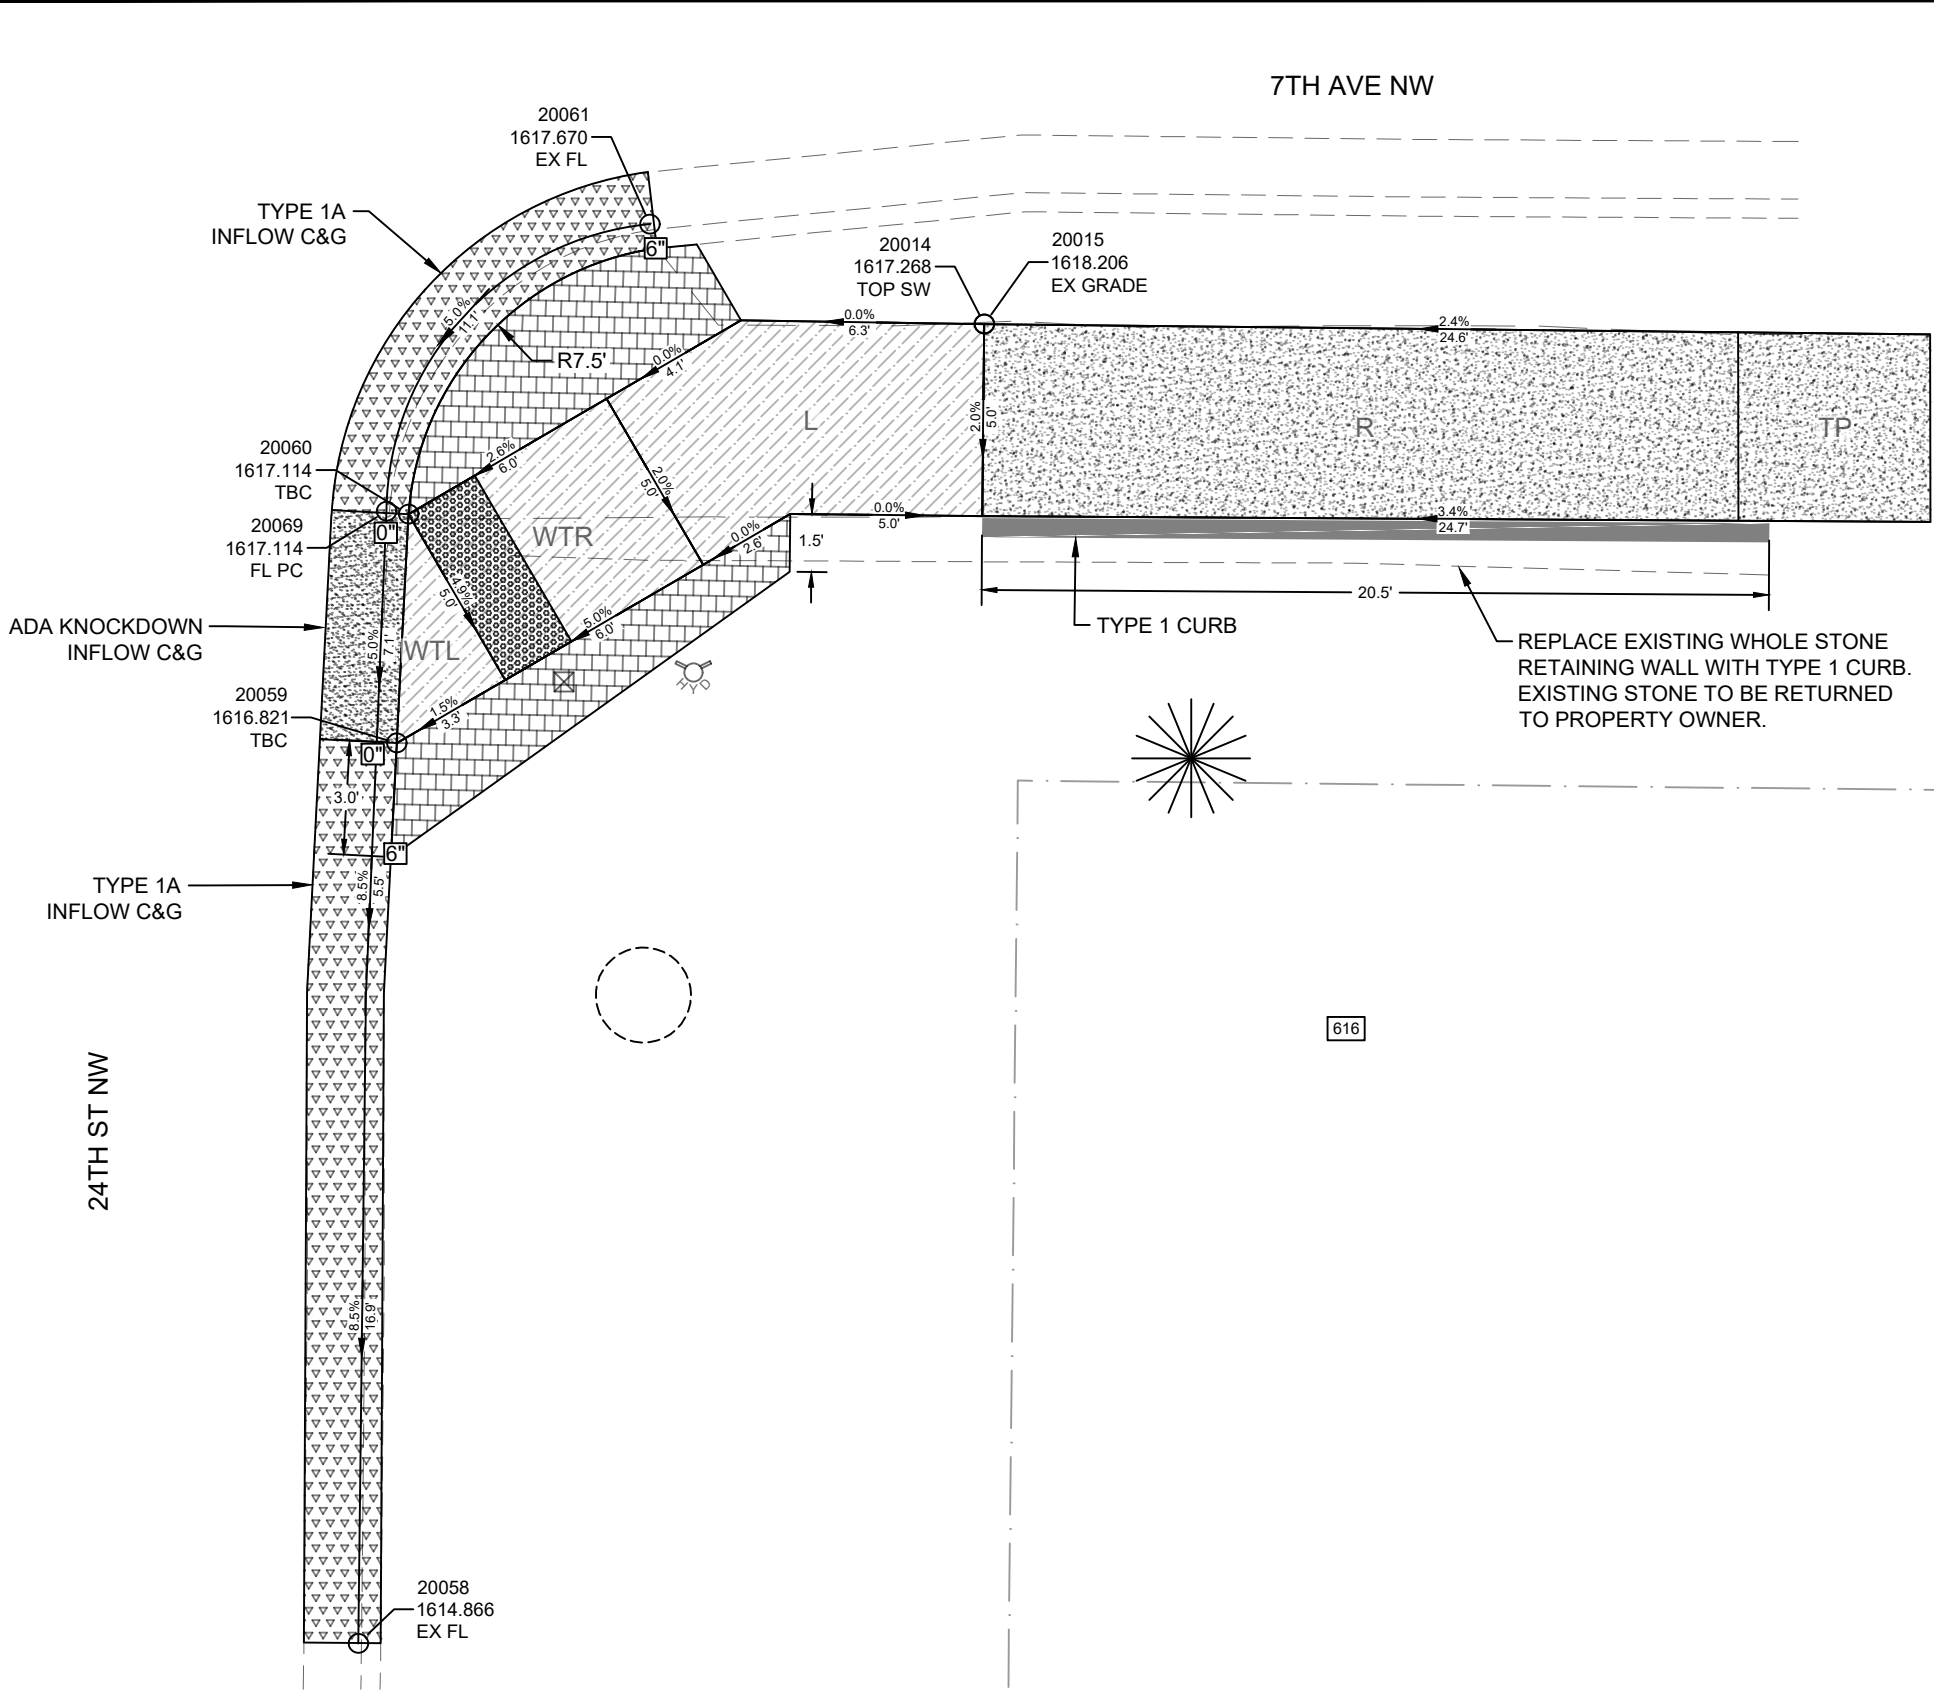 7TH AVE NW
20061
1617.670
EX FL
TYPE 1A
INFLOW C&G
6"
20014
1617.268
TOP SW
20015
1618.206
EX GRADE
5.0%
11.1'
R7.5'
0.0%
6.3'
2.4%
24.6'
0.0%
4.1'
L
2.0%
5.0'
R
TP
20060
1617.114
TBC
2.6%
6.0'
2.0%
5.0'
20069
1617.114
FL PC
0"
WTR
0.0%
2.6'
0.0%
5.0'
1.5'
3.4%
24.7'
20.5'
TYPE 1 CURB
REPLACE EXISTING WHOLE STONE
RETAINING WALL WITH TYPE 1 CURB.
EXISTING STONE TO BE RETURNED
TO PROPERTY OWNER.
ADA KNOCKDOWN
INFLOW C&G
5.0%
7.1'
4.9%
5.0'
WTL
5.0%
6.0'
HYD
20059
1616.821
TBC
1.5%
3.3'
0"
3.0'
6"
TYPE 1A
INFLOW C&G
8.5%
5.5'
616
24TH ST NW
8.5%
16.9'
20058
1614.866
EX FL